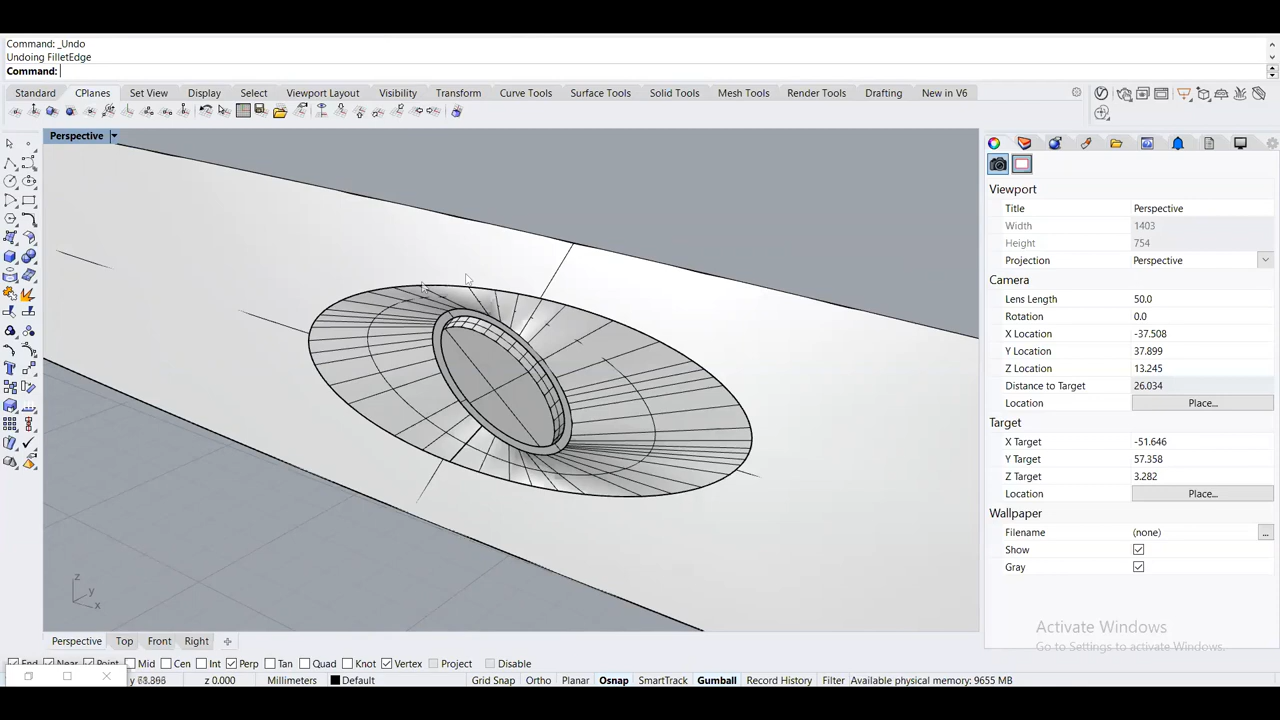 Command: _Undo
Undoing FilletEdge
Command:
Standard CPlanes Set View Display Select Viewport Layout Visibility Transform Curve Tools Surface Tools Solid Tools Mesh Tools Render Tools Drafting New in V6
Perspective
Viewport
Title Perspective
Width 1403
Height 754
Projection Perspective
Camera
Lens Length 50.0
Rotation 0.0
X Location -37.508
Y Location 37.899
Z Location 13.245
Distance to Target 26.034
Location Place...
Target
X Target -51.646
Y Target 57.358
Z Target 3.282
Location Place...
Wallpaper
Filename (none) ...
Show
Gray
Activate Windows
Go to Settings to activate Windows.
z
y
x
Perspective Top Front Right
End Near Point Mid Cen Int Perp Tan Quad Knot Vertex Project Disable
z 0.000 Millimeters Default Grid Snap Ortho Planar Osnap SmartTrack Gumball Record History Filter Available physical memory: 9655 MB